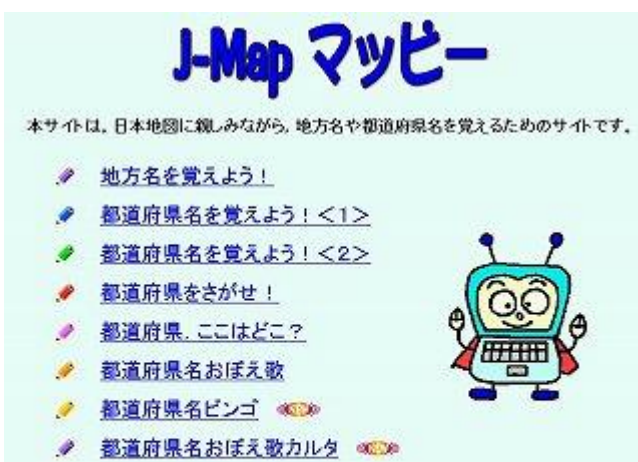 J-Map マッピー
本サイトは、日本地図に親しみながら、地方名や都道府県名を覚えるためのサイトです。
地方名を覚えよう!
都道府県名を覚えよう!<1>
都道府県名を覚えよう!<2>
都道府県をさがせ!
都道府県、ここはどこ?
都道府県名おぼえ歌
都道府県名ビンゴ
都道府県名おぼえ歌カルタ